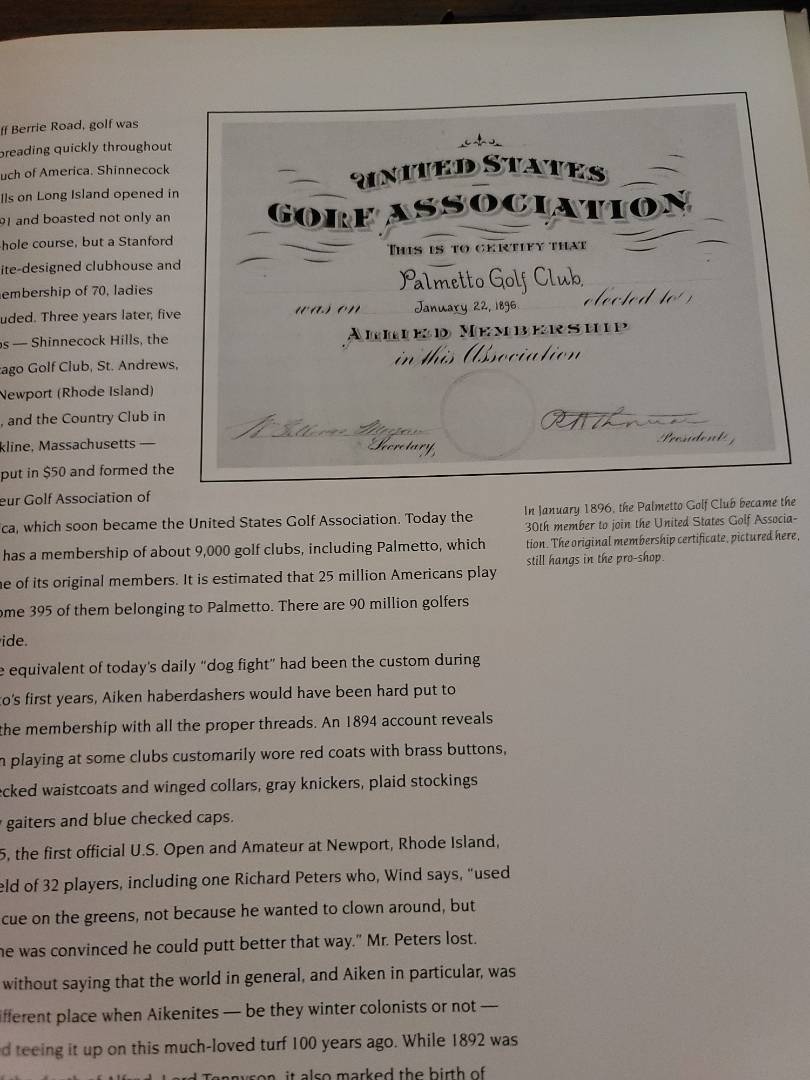 ff Berrie Road, golf was
preading quickly throughout
uch of America. Shinnecock
lls on Long Island opened in
91 and boasted not only an
hole course, but a Stanford
ite-designed clubhouse and
embership of 70, ladies
uded. Three years later, five
os — Shinnecock Hills, the
ago Golf Club, St. Andrews,
Newport (Rhode Island)
, and the Country Club in
kline, Massachusetts —
put in $50 and formed the
eur Golf Association of
ca, which soon became the United States Golf Association. Today the
has a membership of about 9,000 golf clubs, including Palmetto, which
ne of its original members. It is estimated that 25 million Americans play
ome 395 of them belonging to Palmetto. There are 90 million golfers
ide.
e equivalent of today's daily "dog fight" had been the custom during
to's first years, Aiken haberdashers would have been hard put to
the membership with all the proper threads. An 1894 account reveals
n playing at some clubs customarily wore red coats with brass buttons,
ecked waistcoats and winged collars, gray knickers, plaid stockings
gaiters and blue checked caps.
5, the first official U.S. Open and Amateur at Newport, Rhode Island,
eld of 32 players, including one Richard Peters who, Wind says, "used
cue on the greens, not because he wanted to clown around, but
he was convinced he could putt better that way." Mr. Peters lost.
without saying that the world in general, and Aiken in particular, was
ifferent place when Aikenites — be they winter colonists or not —
d teeing it up on this much-loved turf 100 years ago. While 1892 was
Alfred, Lord Tennyson, it also marked the birth of
UNITED STATES
GOLF ASSOCIATION
THIS IS TO CERTIFY THAT
Palmetto Golf Club,
was on January 22, 1896. elected to
ALLIED MEMBERSHIP
in this Association
Secretary,
President,
In January 1896, the Palmetto Golf Club became the
30th member to join the United States Golf Associa-
tion. The original membership certificate, pictured here,
still hangs in the pro-shop.